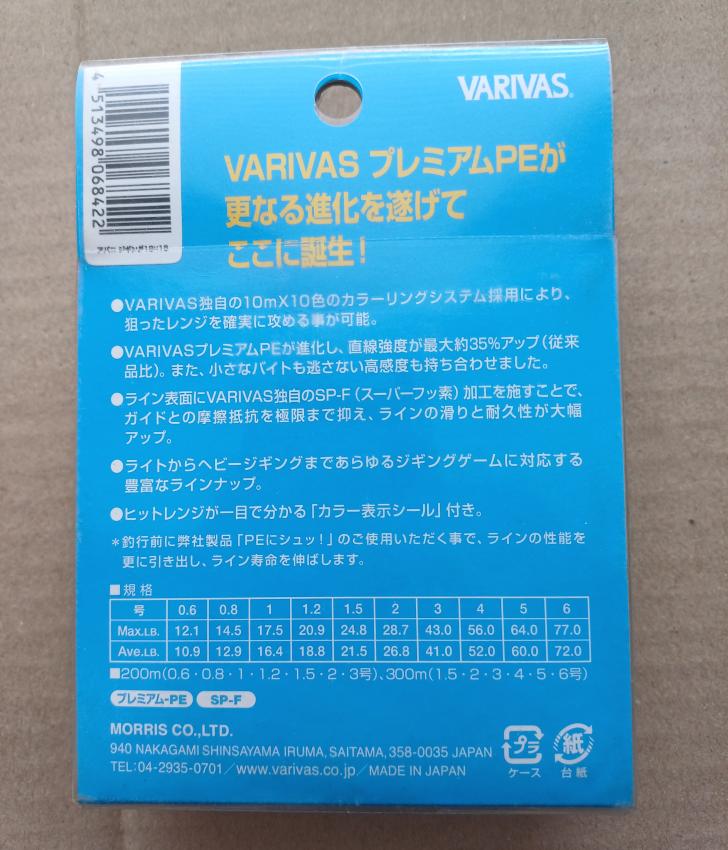 4 513498 068422
VARIVAS®
VARIVAS プレミアムPEが
更なる進化を遂げて
ここに誕生！
●VARIVAS独自の10mX10色のカラーリングシステム採用により、
狙ったレンジを確実に攻める事が可能。
●VARIVASプレミアムPEが進化し、直線強度が最大約35%アップ（従来
品比）。また、小さなバイトも逃さない高感度も持ち合わせました。
●ライン表面にVARIVAS独自のSP-F（スーパーフッ素）加工を施すことで、
ガイドとの摩擦抵抗を極限まで抑え、ラインの滑りと耐久性が大幅
アップ。
●ライトからヘビージギングまであらゆるジギングゲームに対応する
豊富なラインナップ。
●ヒットレンジが一目で分かる「カラー表示シール」付き。
＊釣行前に弊社製品「PEにシュッ！」のご使用いただく事で、ラインの性能を
更に引き出し、ライン寿命を伸ばします。
■規格
号 0.6 0.8 1 1.2 1.5 2 3 4 5 6
Max.LB. 12.1 14.5 17.5 20.9 24.8 28.7 43.0 56.0 64.0 77.0
Ave.LB. 10.9 12.9 16.4 18.8 21.5 26.8 41.0 52.0 60.0 72.0
■200m（0.6・0.8・1・1.2・1.5・2・3号）、300m（1.5・2・3・4・5・6号）
プレミアム-PE SP-F
MORRIS CO.,LTD.
940 NAKAGAMI SHINSAYAMA IRUMA, SAITAMA, 358-0035 JAPAN
TEL：04-2935-0701／www.varivas.co.jp／MADE IN JAPAN
プラ 紙
ケース 台紙